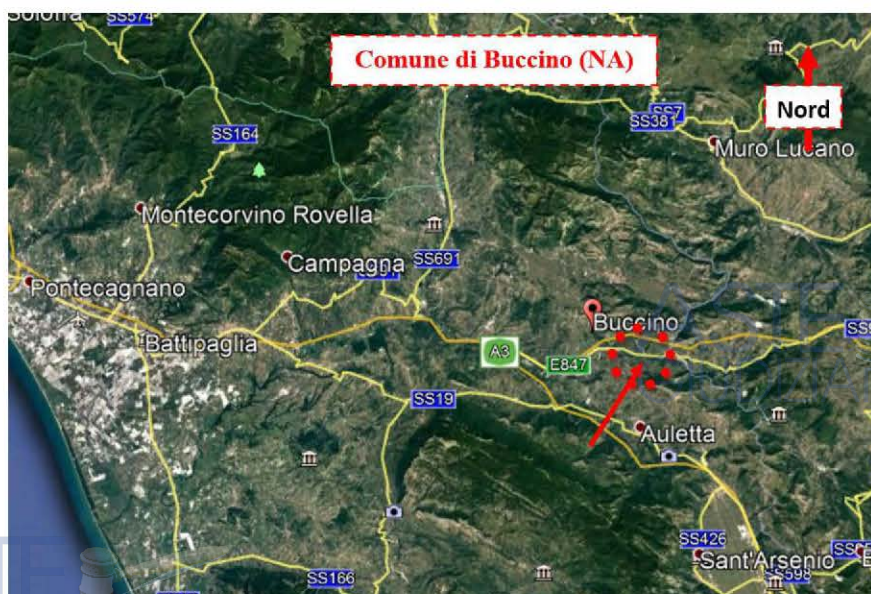 Solofra
SS574
Comune di Buccino (NA)
Nord
SS7
SS381
SS164
Muro Lucano
Montecorvino Rovella
Campagna
SS691
Pontecagnano
Buccino
Battipaglia
A3
E847
SS19
Auletta
SS426
Sant'Arsenio
SS598
SS166